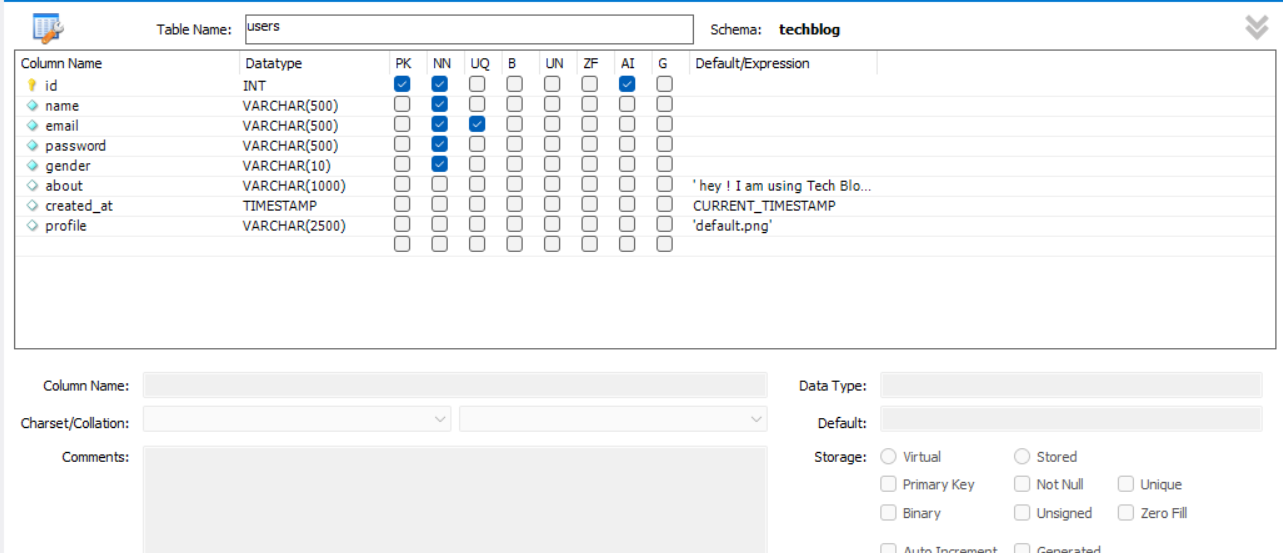 Table Name: users Schema: techblog
Column Name Datatype PK NN UQ B UN ZF AI G Default/Expression
id INT
name VARCHAR(500)
email VARCHAR(500)
password VARCHAR(500)
gender VARCHAR(10)
about VARCHAR(1000) ' hey ! I am using Tech Blo...
created_at TIMESTAMP CURRENT_TIMESTAMP
profile VARCHAR(2500) 'default.png'
Column Name: Data Type:
Charset/Collation: Default:
Comments: Storage: Virtual Stored
Primary Key Not Null Unique
Binary Unsigned Zero Fill
Auto Increment Generated